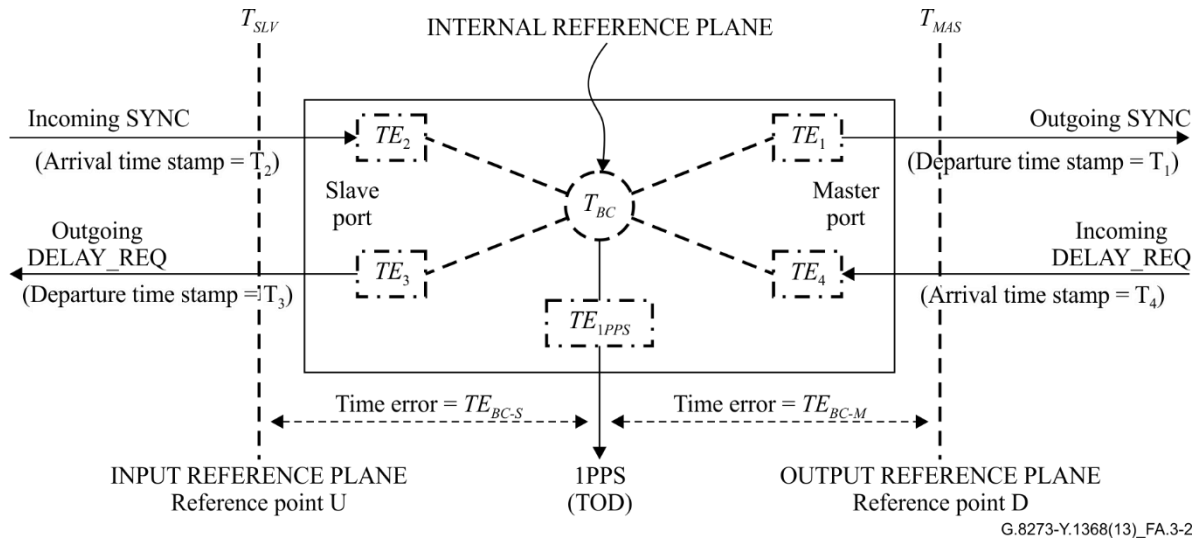 T_SLV
INTERNAL REFERENCE PLANE
T_MAS
Incoming SYNC
TE_2
TE_1
Outgoing SYNC
(Arrival time stamp = T_2)
(Departure time stamp = T_1)
Slave
port
T_BC
Master
port
Outgoing
DELAY_REQ
TE_3
TE_4
Incoming
DELAY_REQ
(Departure time stamp = T_3)
(Arrival time stamp = T_4)
TE_1PPS
Time error = TE_BC-S
Time error = TE_BC-M
INPUT REFERENCE PLANE
Reference point U
1PPS
(TOD)
OUTPUT REFERENCE PLANE
Reference point D
G.8273-Y.1368(13)_FA.3-2